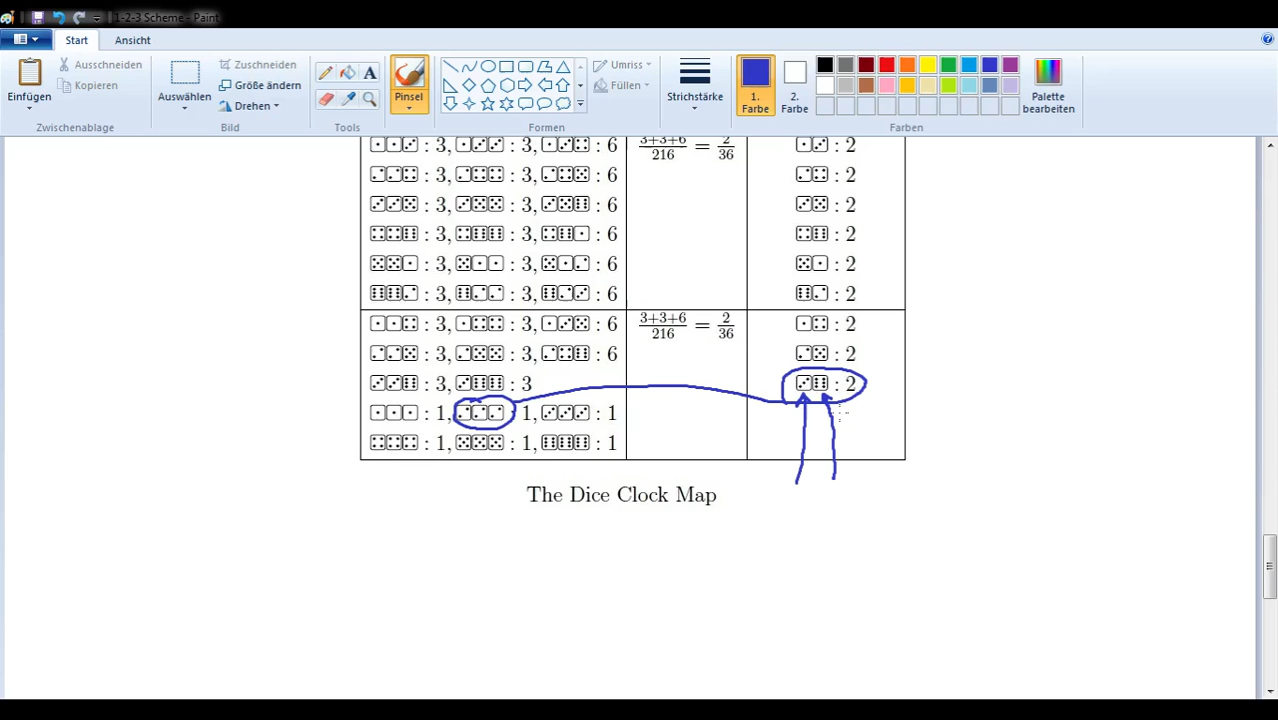 1-2-3 Scheme - Paint
Start Ansicht
Einfügen
Ausschneiden
Kopieren
Zwischenablage
Auswählen
Zuschneiden
Größe ändern
Drehen
Bild
A
Tools
Pinsel
Umriss
Füllen
Formen
Strichstärke
1.
Farbe
2.
Farbe
Palette
bearbeiten
Farben
⚀⚀⚂ : 3, ⚀⚂⚂ : 3, ⚀⚂⚃ : 6 3+3+6/216 = 2/36 ⚀⚂ : 2
⚁⚁⚃ : 3, ⚁⚃⚃ : 3, ⚁⚃⚄ : 6 ⚁⚃ : 2
⚂⚂⚄ : 3, ⚂⚄⚄ : 3, ⚂⚄⚅ : 6 ⚂⚄ : 2
⚃⚃⚅ : 3, ⚃⚅⚅ : 3, ⚃⚅⚀ : 6 ⚃⚅ : 2
⚄⚄⚀ : 3, ⚄⚀⚀ : 3, ⚄⚀⚁ : 6 ⚄⚀ : 2
⚅⚅⚁ : 3, ⚅⚁⚁ : 3, ⚅⚁⚂ : 6 ⚅⚁ : 2
⚀⚀⚃ : 3, ⚀⚃⚃ : 3, ⚀⚂⚄ : 6 3+3+6/216 = 2/36 ⚀⚃ : 2
⚁⚁⚄ : 3, ⚁⚄⚄ : 3, ⚁⚃⚅ : 6 ⚁⚄ : 2
⚂⚂⚅ : 3, ⚂⚅⚅ : 3 ⚂⚅ : 2
⚀⚀⚀ : 1, ⚁⚁⚁ 1, ⚂⚂⚂ : 1
⚃⚃⚃ : 1, ⚄⚄⚄ : 1, ⚅⚅⚅ : 1
The Dice Clock Map